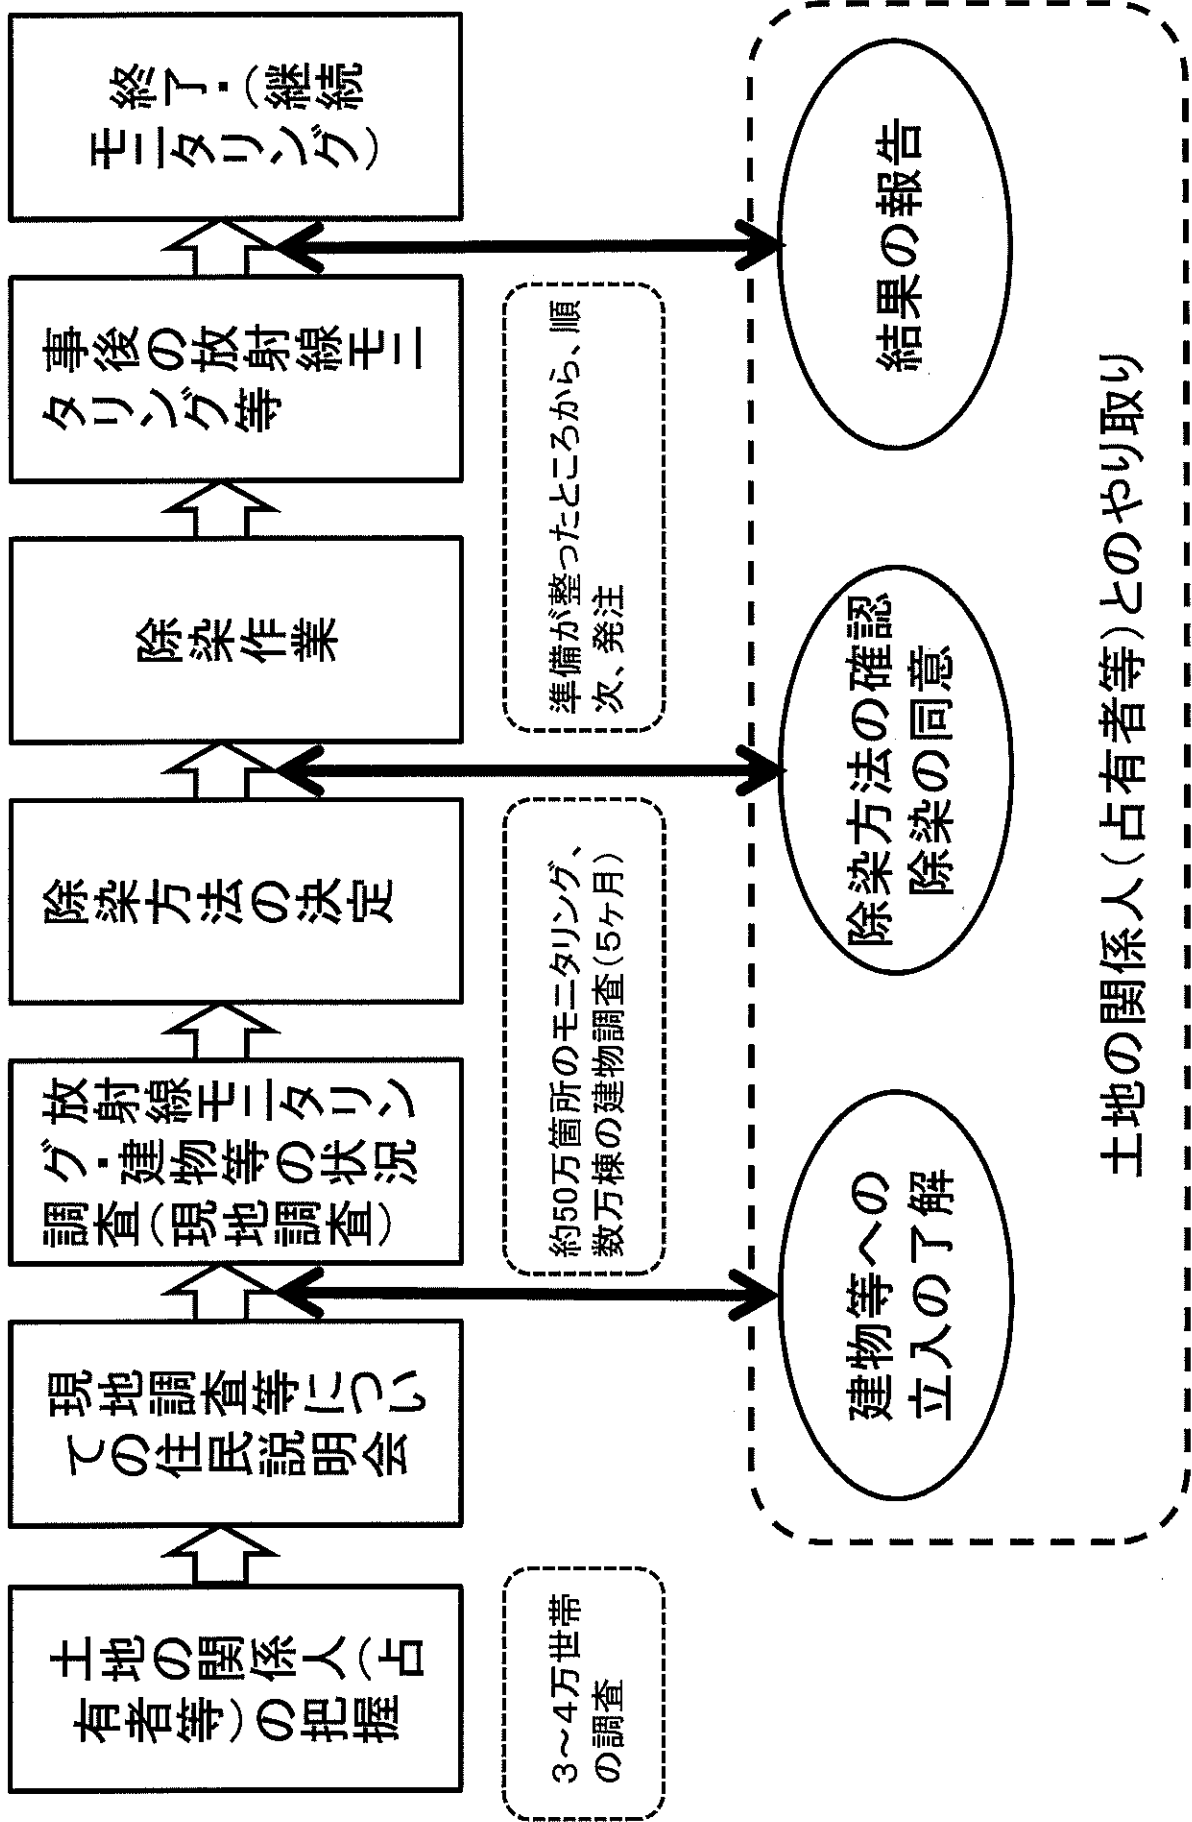 土地の関係人(占
有者等)の把握
現地調査等につい
ての住民説明会
放射線モニタリン
グ・建物等の状況
調査(現地調査)
除染方法の決定
除染作業
事後の放射線モニ
タリング等
終了・(継続
モニタリング)
3～4万世帯
の調査
約50万箇所のモニタリング、
数万棟の建物調査(5ケ月)
準備が整ったところから、順
次、発注
建物等への
立入の了解
除染方法の確認
除染の同意
結果の報告
土地の関係人(占有者等)とのやり取り